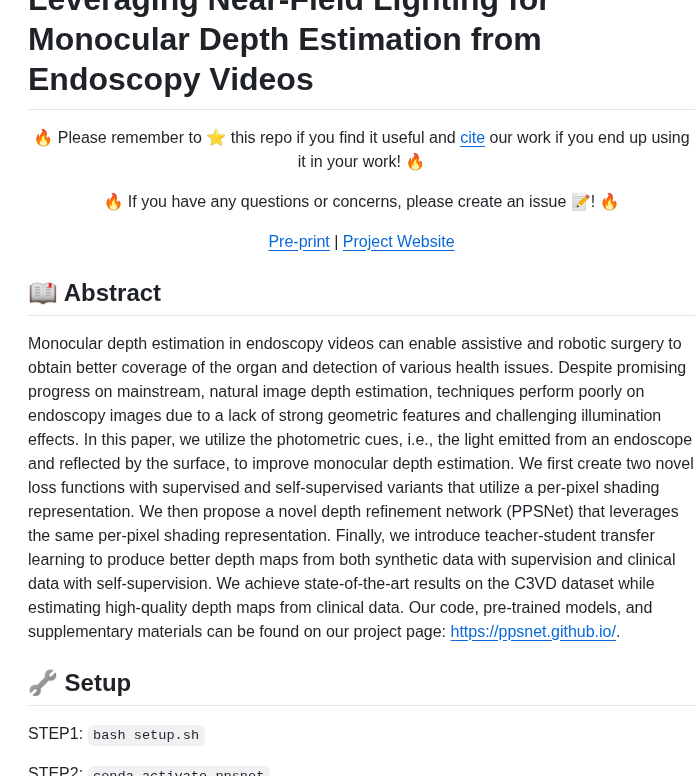 Leveraging Near-Field Lighting for
Monocular Depth Estimation from
Endoscopy Videos
🔥 Please remember to ⭐ this repo if you find it useful and cite our work if you end up using
it in your work! 🔥
🔥 If you have any questions or concerns, please create an issue 📝! 🔥
Pre-print | Project Website
📖 Abstract
Monocular depth estimation in endoscopy videos can enable assistive and robotic surgery to
obtain better coverage of the organ and detection of various health issues. Despite promising
progress on mainstream, natural image depth estimation, techniques perform poorly on
endoscopy images due to a lack of strong geometric features and challenging illumination
effects. In this paper, we utilize the photometric cues, i.e., the light emitted from an endoscope
and reflected by the surface, to improve monocular depth estimation. We first create two novel
loss functions with supervised and self-supervised variants that utilize a per-pixel shading
representation. We then propose a novel depth refinement network (PPSNet) that leverages
the same per-pixel shading representation. Finally, we introduce teacher-student transfer
learning to produce better depth maps from both synthetic data with supervision and clinical
data with self-supervision. We achieve state-of-the-art results on the C3VD dataset while
estimating high-quality depth maps from clinical data. Our code, pre-trained models, and
supplementary materials can be found on our project page: https://ppsnet.github.io/.
🔧 Setup
STEP1: bash setup.sh
STEP2: conda activate ppsnet